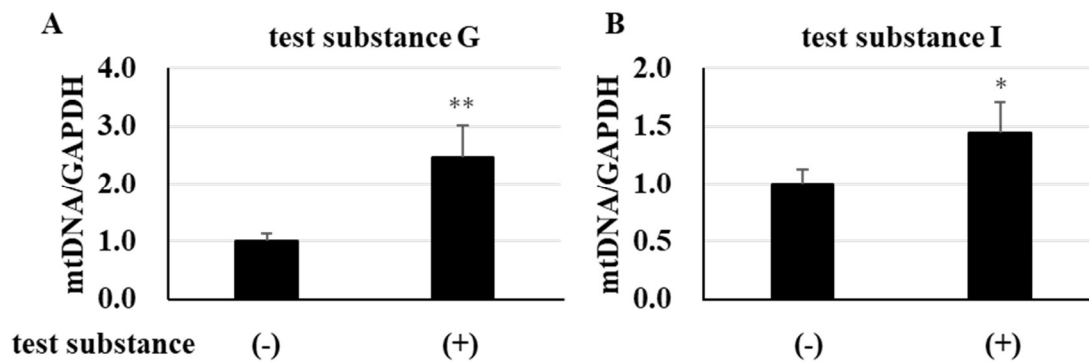 A
test substance G
mtDNA/GAPDH
4.0
3.0
2.0
1.0
0.0
**
test substance (-) (+)
B
test substance I
mtDNA/GAPDH
2.0
1.5
1.0
0.5
0.0
*
(-) (+)